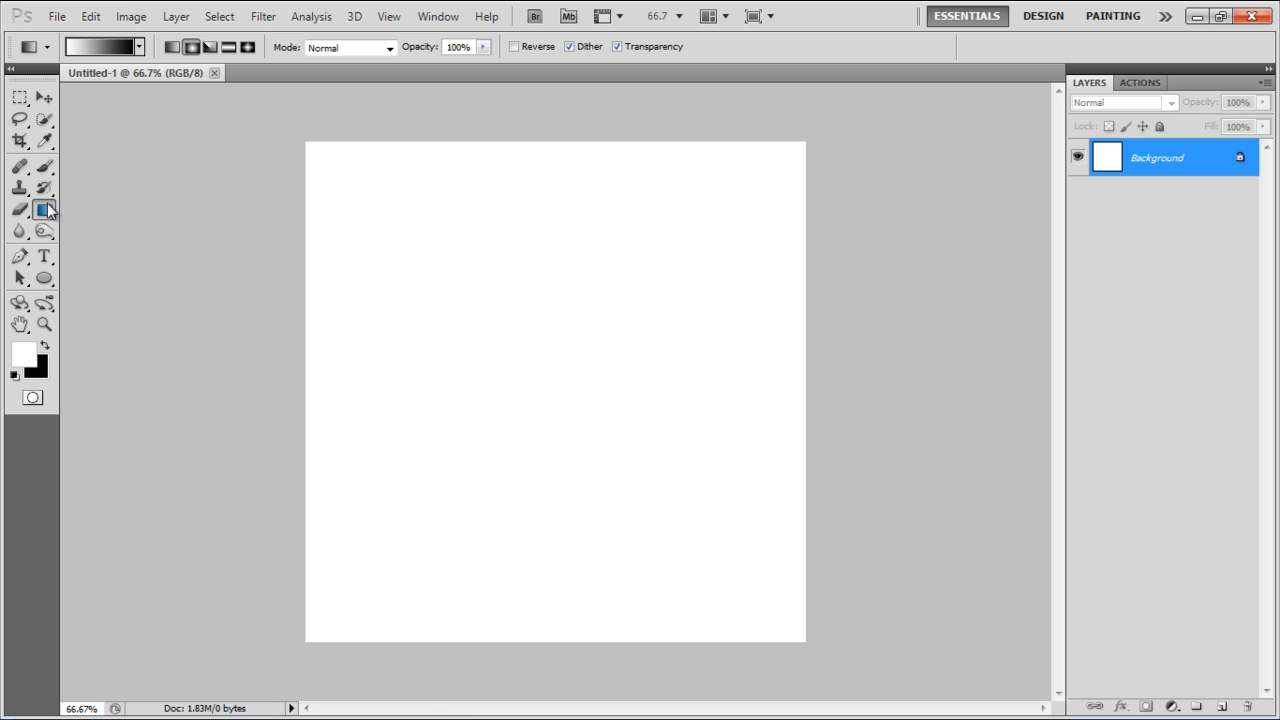 Ps File Edit Image Layer Select Filter Analysis 3D View Window Help Br Mb 66.7 ESSENTIALS DESIGN PAINTING
Mode: Normal Opacity: 100% Reverse Dither Transparency
Untitled-1 @ 66.7% (RGB/8)
LAYERS ACTIONS
Normal Opacity: 100%
Lock: Fill: 100%
Background
T
66.67% Doc: 1.83M/0 bytes
fx